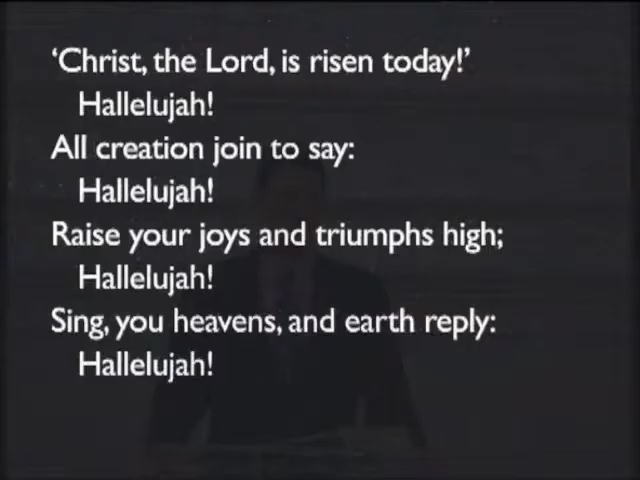 ‘Christ, the Lord, is risen today!’
Hallelujah!
All creation join to say:
Hallelujah!
Raise your joys and triumphs high;
Hallelujah!
Sing, you heavens, and earth reply:
Hallelujah!